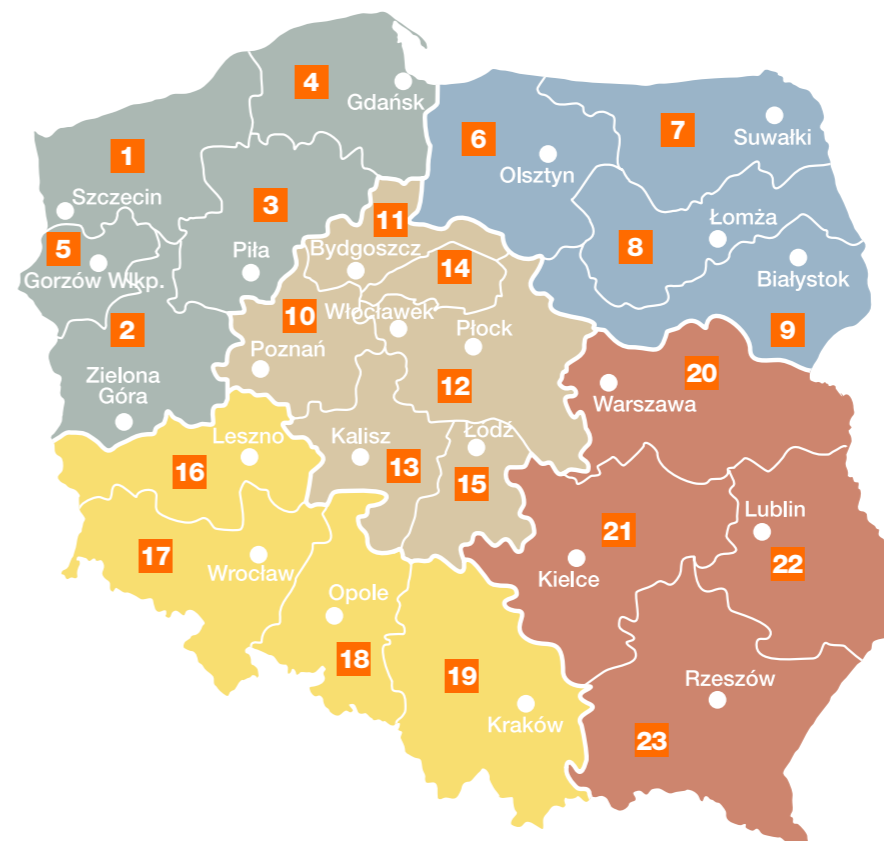 4
Gdańsk
7
Suwałki
6
Olsztyn
1
Szczecin
3
Piła
11
Bydgoszcz
8
Łomża
5
Gorzów Wlkp.
14
Białystok
9
10
Poznań
Włocławek
Płock
12
2
Zielona
Góra
20
Warszawa
Leszno
16
Kalisz
13
Łódź
15
21
Kielce
Lublin
22
17
Wrocław
Opole
18
19
Kraków
Rzeszów
23